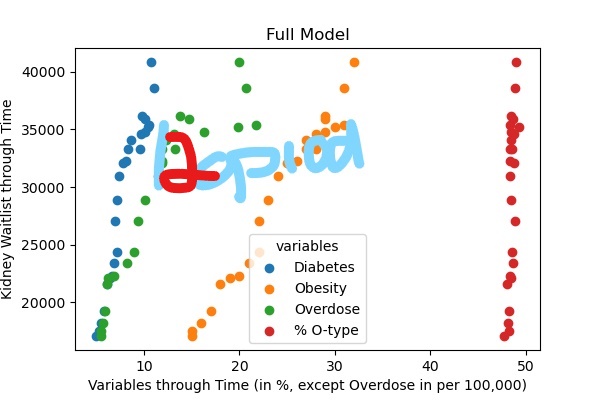 Full Model
40000
35000
30000
25000
20000
Kidney Waitlist through Time
variables
Diabetes
Obesity
Overdose
% O-type
10
20
30
40
50
Variables through Time (in %, except Overdose in per 100,000)